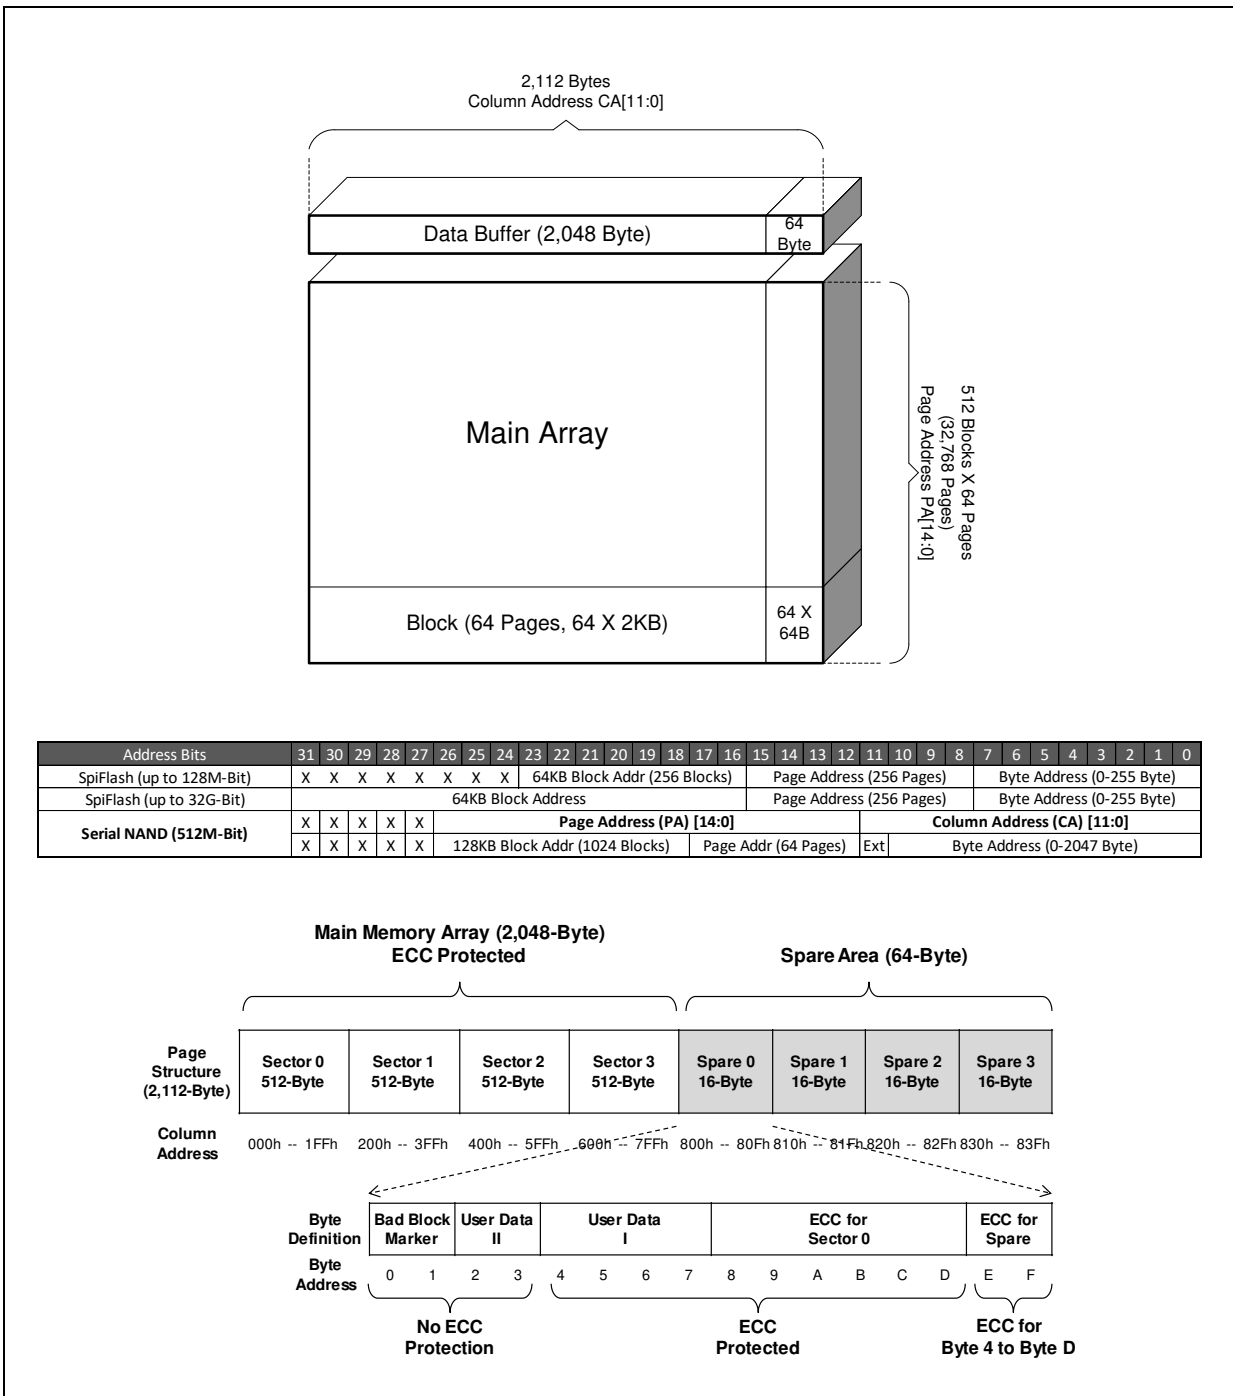 2,112 Bytes
Column Address CA[11:0]
Data Buffer (2,048 Byte)
64
Byte
Main Array
512 Blocks X 64 Pages
(32,768 Pages)
Page Address PA[14:0]
Block (64 Pages, 64 X 2KB)
64 X
64B
Address Bits 31 30 29 28 27 26 25 24 23 22 21 20 19 18 17 16 15 14 13 12 11 10 9 8 7 6 5 4 3 2 1 0
SpiFlash (up to 128M-Bit) X X X X X X X X 64KB Block Addr (256 Blocks) Page Address (256 Pages) Byte Address (0-255 Byte)
SpiFlash (up to 32G-Bit) 64KB Block Address Page Address (256 Pages) Byte Address (0-255 Byte)
Serial NAND (512M-Bit) X X X X X Page Address (PA) [14:0] Column Address (CA) [11:0]
X X X X X 128KB Block Addr (1024 Blocks) Page Addr (64 Pages) Ext Byte Address (0-2047 Byte)
Main Memory Array (2,048-Byte)
ECC Protected
Spare Area (64-Byte)
Page
Structure
(2,112-Byte)
Sector 0
512-Byte
Sector 1
512-Byte
Sector 2
512-Byte
Sector 3
512-Byte
Spare 0
16-Byte
Spare 1
16-Byte
Spare 2
16-Byte
Spare 3
16-Byte
Column
Address
000h -- 1FFh 200h -- 3FFh 400h -- 5FFh 600h -- 7FFh 800h -- 80Fh 810h -- 81Fh 820h -- 82Fh 830h -- 83Fh
Byte
Definition
Bad Block
Marker
User Data
II
User Data
I
ECC for
Sector 0
ECC for
Spare
Byte
Address
0 1 2 3 4 5 6 7 8 9 A B C D E F
No ECC
Protection
ECC
Protected
ECC for
Byte 4 to Byte D